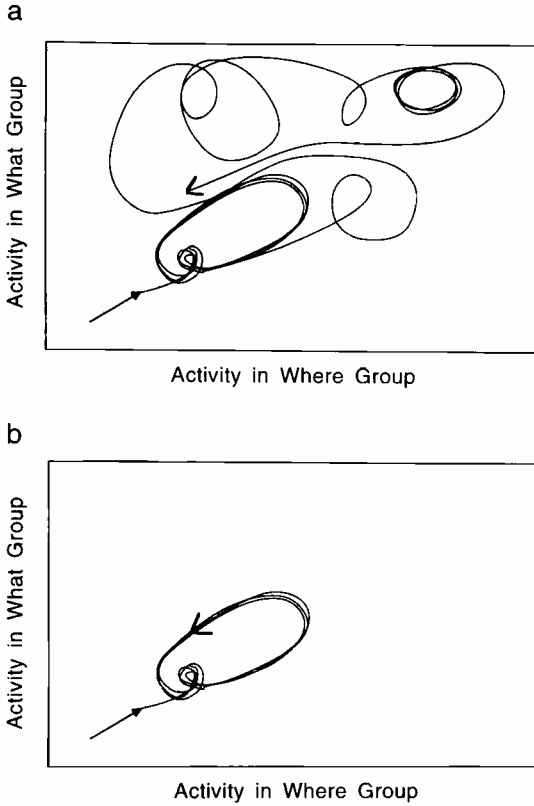 a
Activity in What Group
Activity in Where Group
b
Activity in What Group
Activity in Where Group